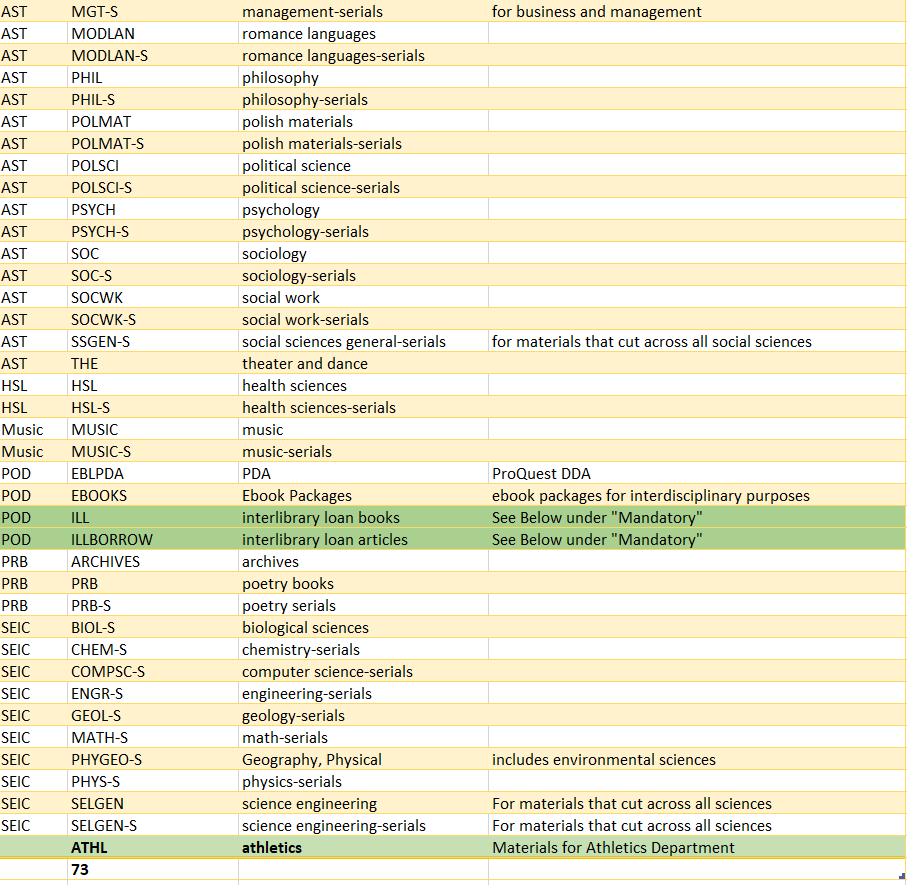 AST MGT-S management-serials for business and management
AST MODLAN romance languages
AST MODLAN-S romance languages-serials
AST PHIL philosophy
AST PHIL-S philosophy-serials
AST POLMAT polish materials
AST POLMAT-S polish materials-serials
AST POLSCI political science
AST POLSCI-S political science-serials
AST PSYCH psychology
AST PSYCH-S psychology-serials
AST SOC sociology
AST SOC-S sociology-serials
AST SOCWK social work
AST SOCWK-S social work-serials
AST SSGEN-S social sciences general-serials for materials that cut across all social sciences
AST THE theater and dance
HSL HSL health sciences
HSL HSL-S health sciences-serials
Music MUSIC music
Music MUSIC-S music-serials
POD EBLPDA PDA ProQuest DDA
POD EBOOKS Ebook Packages ebook packages for interdisciplinary purposes
POD ILL interlibrary loan books See Below under "Mandatory"
POD ILLBORROW interlibrary loan articles See Below under "Mandatory"
PRB ARCHIVES archives
PRB PRB poetry books
PRB PRB-S poetry serials
SEIC BIOL-S biological sciences
SEIC CHEM-S chemistry-serials
SEIC COMPSC-S computer science-serials
SEIC ENGR-S engineering-serials
SEIC GEOL-S geology-serials
SEIC MATH-S math-serials
SEIC PHYGEO-S Geography, Physical includes environmental sciences
SEIC PHYS-S physics-serials
SEIC SELGEN science engineering For materials that cut across all sciences
SEIC SELGEN-S science engineering-serials For materials that cut across all sciences
ATHL athletics Materials for Athletics Department
73